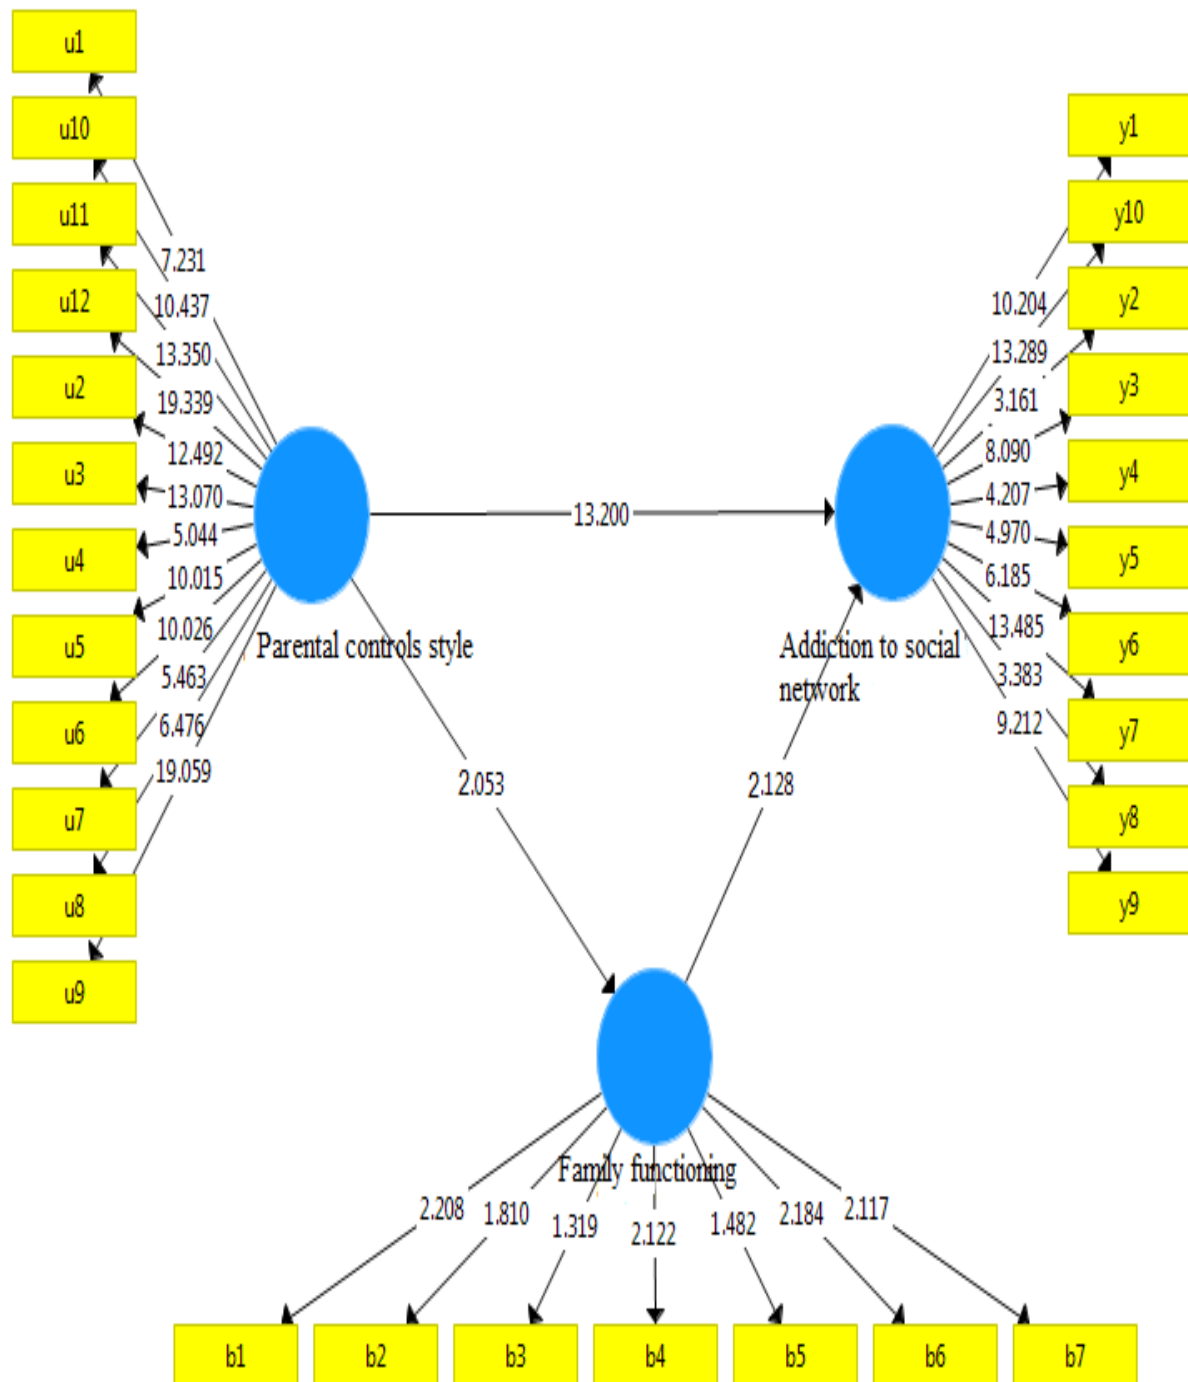 u1
u10
u11
u12
u2
u3
u4
u5
u6
u7
u8
u9
7.231
10.437
13.350
19.339
12.492
13.070
5.044
10.015
10.026
5.463
6.476
19.059
Parental controls style
13.200
2.053
2.128
Addiction to social
network
10.204
13.289
3.161
8.090
4.207
4.970
6.185
13.485
3.383
9.212
y1
y10
y2
y3
y4
y5
y6
y7
y8
y9
Family functioning
2.208
1.810
1.319
2.122
1.482
2.184
2.117
b1
b2
b3
b4
b5
b6
b7